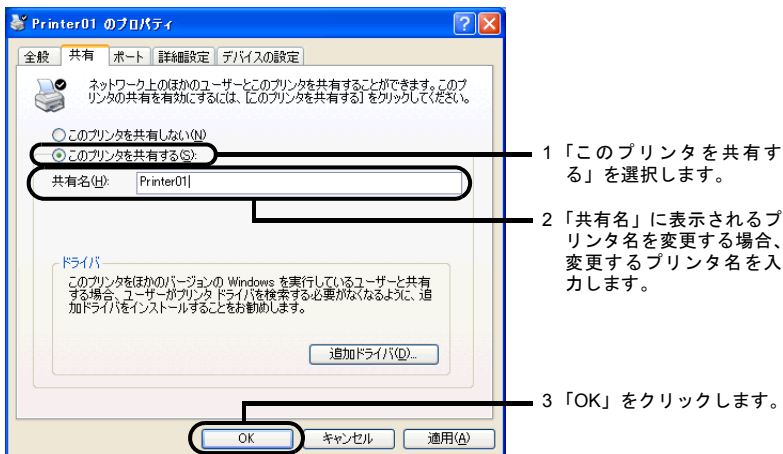 Printer01 のプロパティ
全般 共有 ポート 詳細設定 デバイスの設定
ネットワーク上のほかのユーザーとこのプリンタを共有することができます。このプ
リンタの共有を有効にするには、[このプリンタを共有する] をクリックしてください。
このプリンタを共有しない(N)
このプリンタを共有する(S):
共有名(H): Printer01
ドライバ
このプリンタをほかのバージョンの Windows を実行しているユーザーと共有
する場合、ユーザーがプリンタ ドライバを検索する必要がなくなるように、追
加ドライバをインストールすることをお勧めします。
追加ドライバ(D)...
OK キャンセル 適用(A)
1 「このプリンタを共有す
る」を選択します。
2 「共有名」に表示されるプ
リンタ名を変更する場合、
変更するプリンタ名を入
力します。
3 「OK」をクリックします。